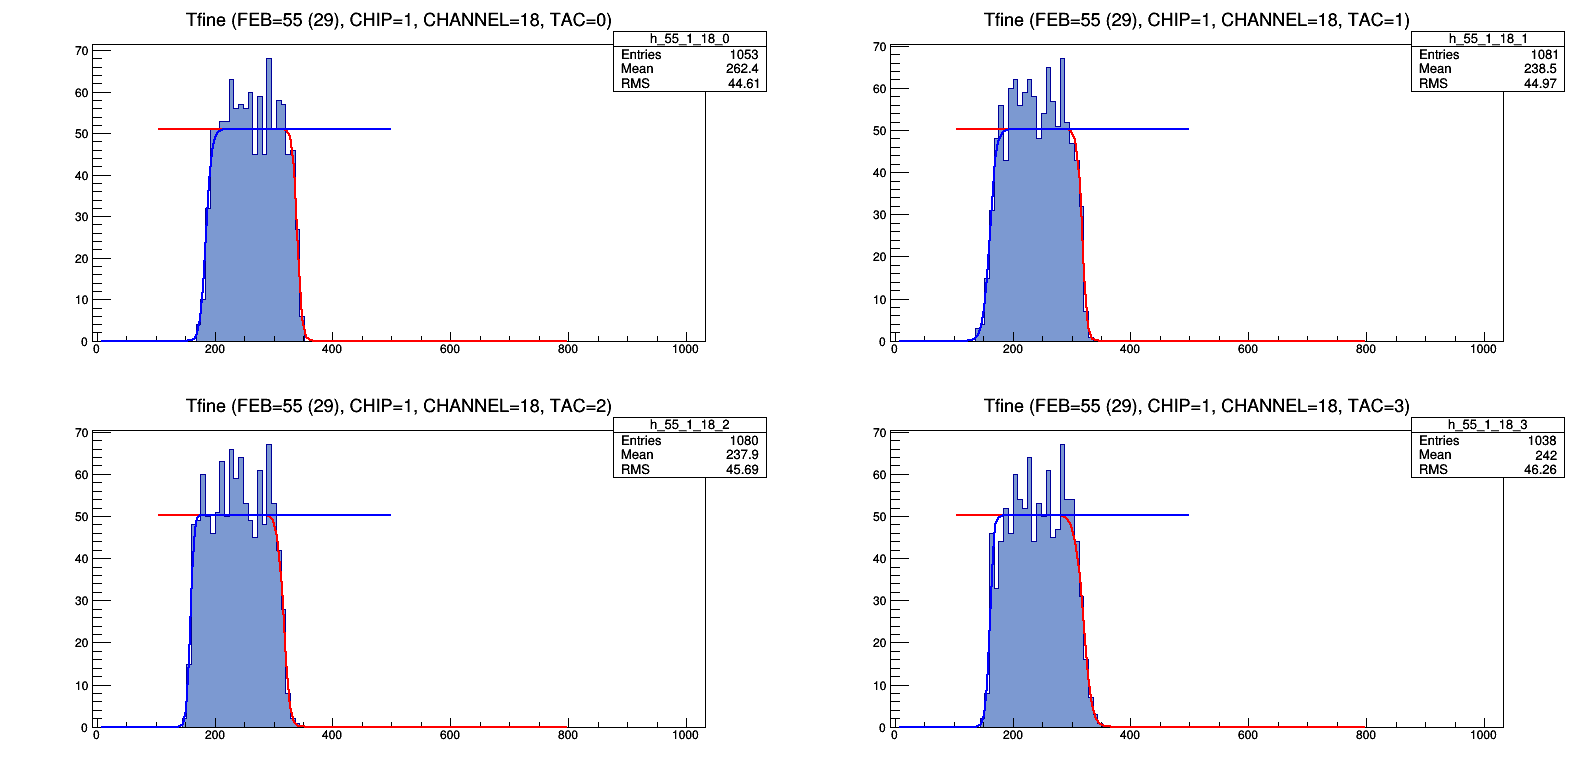 Tfine (FEB=55 (29), CHIP=1, CHANNEL=18, TAC=0)
h_55_1_18_0
Entries 1053
Mean 262.4
RMS 44.61
70
60
50
40
30
20
10
0
0 200 400 600 800 1000
Tfine (FEB=55 (29), CHIP=1, CHANNEL=18, TAC=1)
h_55_1_18_1
Entries 1081
Mean 238.5
RMS 44.97
70
60
50
40
30
20
10
0
0 200 400 600 800 1000
Tfine (FEB=55 (29), CHIP=1, CHANNEL=18, TAC=2)
h_55_1_18_2
Entries 1080
Mean 237.9
RMS 45.69
70
60
50
40
30
20
10
0
0 200 400 600 800 1000
Tfine (FEB=55 (29), CHIP=1, CHANNEL=18, TAC=3)
h_55_1_18_3
Entries 1038
Mean 242
RMS 46.26
70
60
50
40
30
20
10
0
0 200 400 600 800 1000